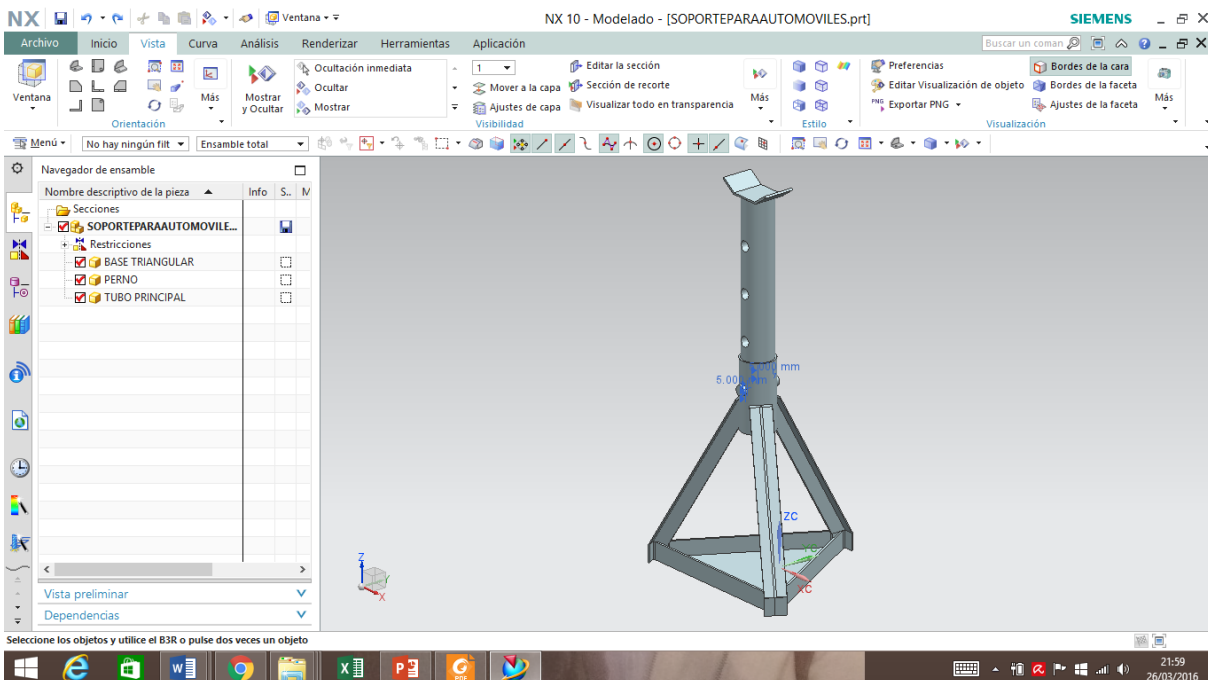 NX Ventana NX 10 - Modelado - [SOPORTEPARAAUTOMOVILES.prt] SIEMENS
Archivo Inicio Vista Curva Análisis Renderizar Herramientas Aplicación Buscar un coman
Ocultación inmediata 1 Editar la sección Preferencias Bordes de la cara
Ventana Más Mostrar y Ocultar Ocultar Mover a la capa Sección de recorte Más Editar Visualización de objeto Bordes de la faceta Más
Mostrar Ajustes de capa Visualizar todo en transparencia PNG Exportar PNG Ajustes de la faceta
Orientación Visibilidad Estilo Visualización
Menú No hay ningún filt Ensamble total
Navegador de ensamble
Nombre descriptivo de la pieza Info S.. M
Secciones
SOPORTEPARAAUTOMOVILE...
Restricciones
BASE TRIANGULAR
PERNO
TUBO PRINCIPAL
mm
5.00
ZC
XC
Z
Y
X
Vista preliminar
Dependencias
Seleccione los objetos y utilice el B3R o pulse dos veces un objeto
21:59
26/03/2016